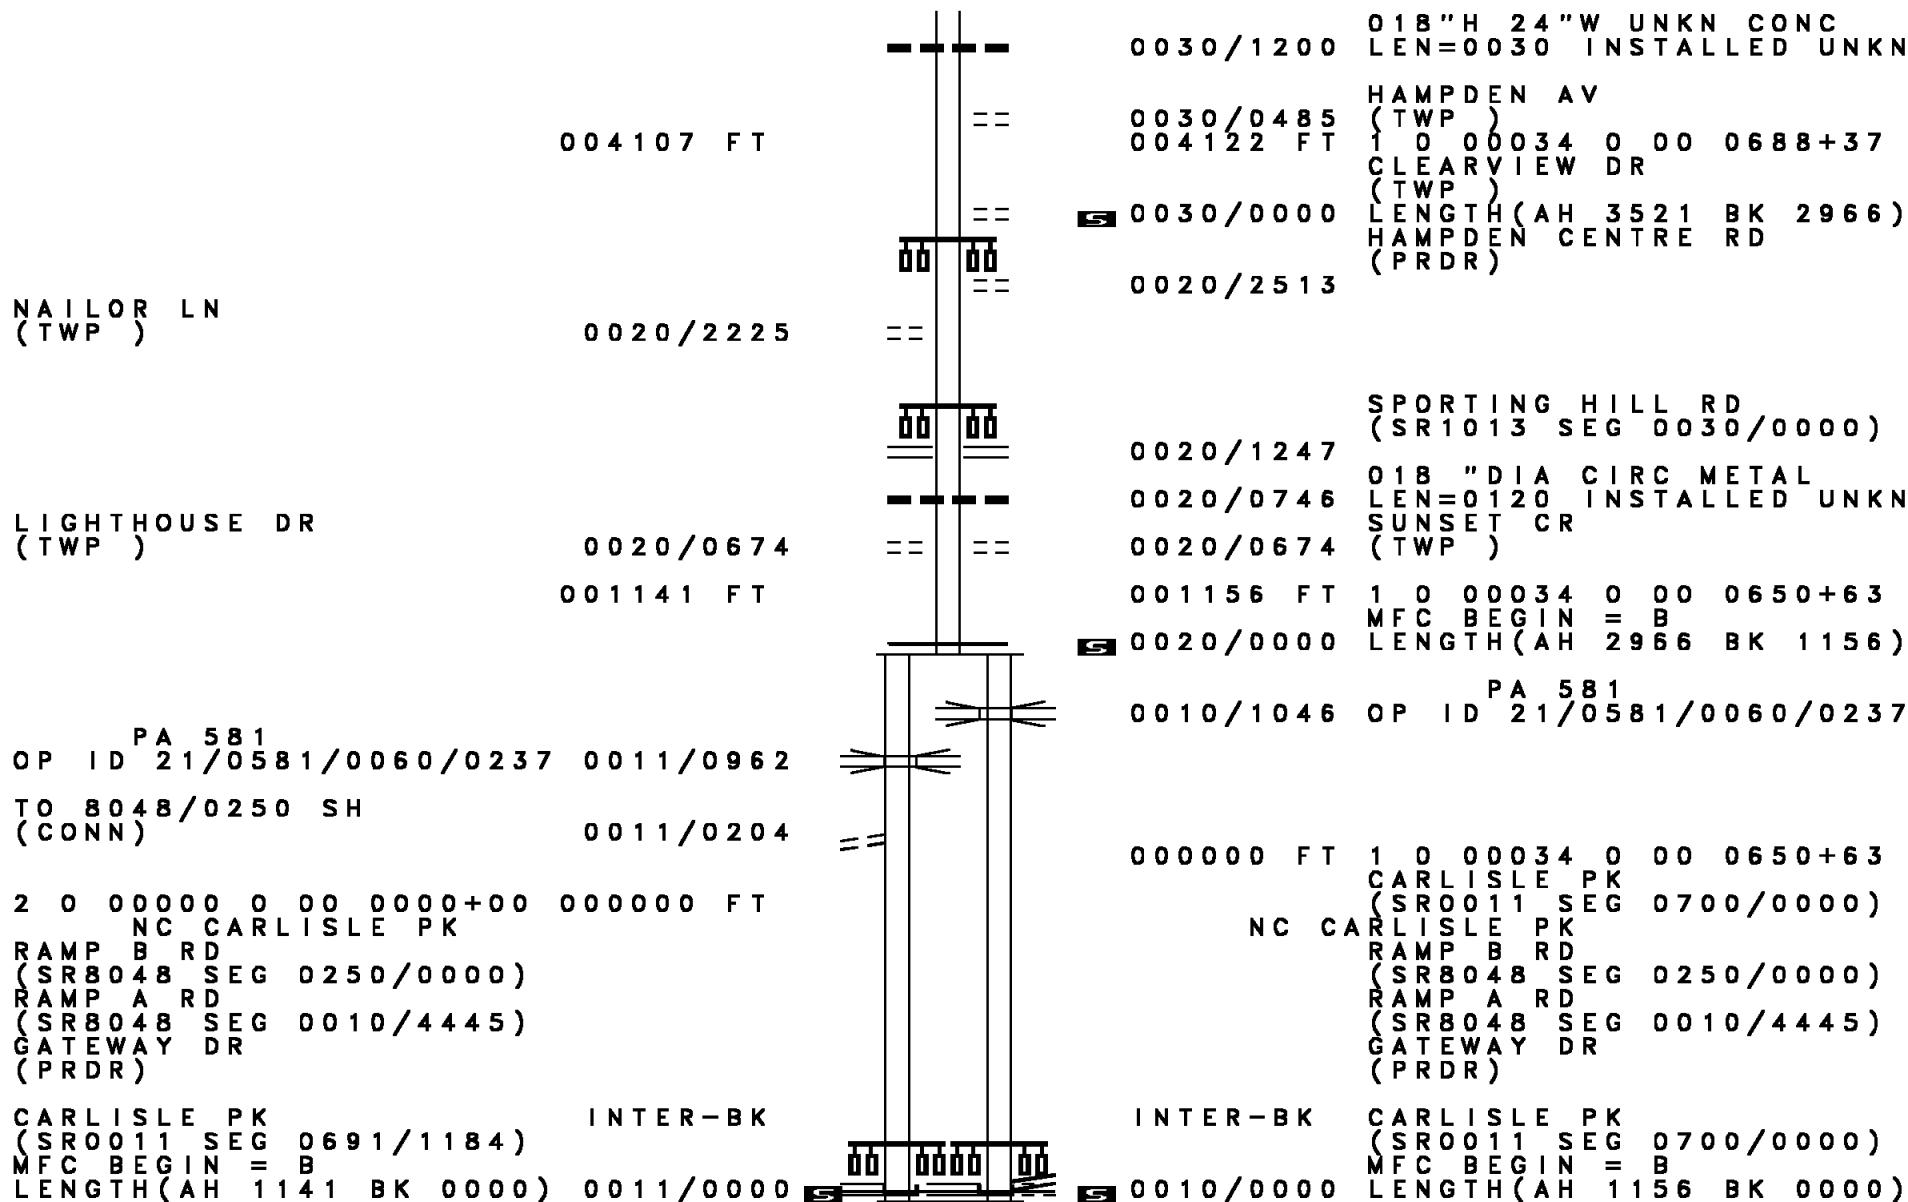 018"H 24"W UNKN CONC
0030/1200 LEN=0030 INSTALLED UNKN
HAMPDEN AV
0030/0485 (TWP )
004107 FT 004122 FT 1 0 00034 0 00 0688+37
CLEARVIEW DR
(TWP )
S 0030/0000 LENGTH(AH 3521 BK 2966)
HAMPDEN CENTRE RD
(PRDR)
0020/2513
NAILOR LN
(TWP ) 0020/2225
SPORTING HILL RD
(SR1013 SEG 0030/0000)
0020/1247
018 "DIA CIRC METAL
0020/0746 LEN=0120 INSTALLED UNKN
LIGHTHOUSE DR SUNSET CR
(TWP ) 0020/0674 0020/0674 (TWP )
001141 FT 001156 FT 1 0 00034 0 00 0650+63
MFC BEGIN = B
S 0020/0000 LENGTH(AH 2966 BK 1156)
PA 581
0010/1046 OP ID 21/0581/0060/0237
PA 581
OP ID 21/0581/0060/0237 0011/0962
TO 8048/0250 SH
(CONN) 0011/0204
000000 FT 1 0 00034 0 00 0650+63
CARLISLE PK
2 0 00000 0 00 0000+00 000000 FT (SR0011 SEG 0700/0000)
NC CARLISLE PK NC CARLISLE PK
RAMP B RD RAMP B RD
(SR8048 SEG 0250/0000) (SR8048 SEG 0250/0000)
RAMP A RD RAMP A RD
(SR8048 SEG 0010/4445) (SR8048 SEG 0010/4445)
GATEWAY DR GATEWAY DR
(PRDR) (PRDR)
CARLISLE PK INTER-BK INTER-BK CARLISLE PK
(SR0011 SEG 0691/1184) (SR0011 SEG 0700/0000)
MFC BEGIN = B MFC BEGIN = B
LENGTH(AH 1141 BK 0000) 0011/0000 S S 0010/0000 LENGTH(AH 1156 BK 0000)